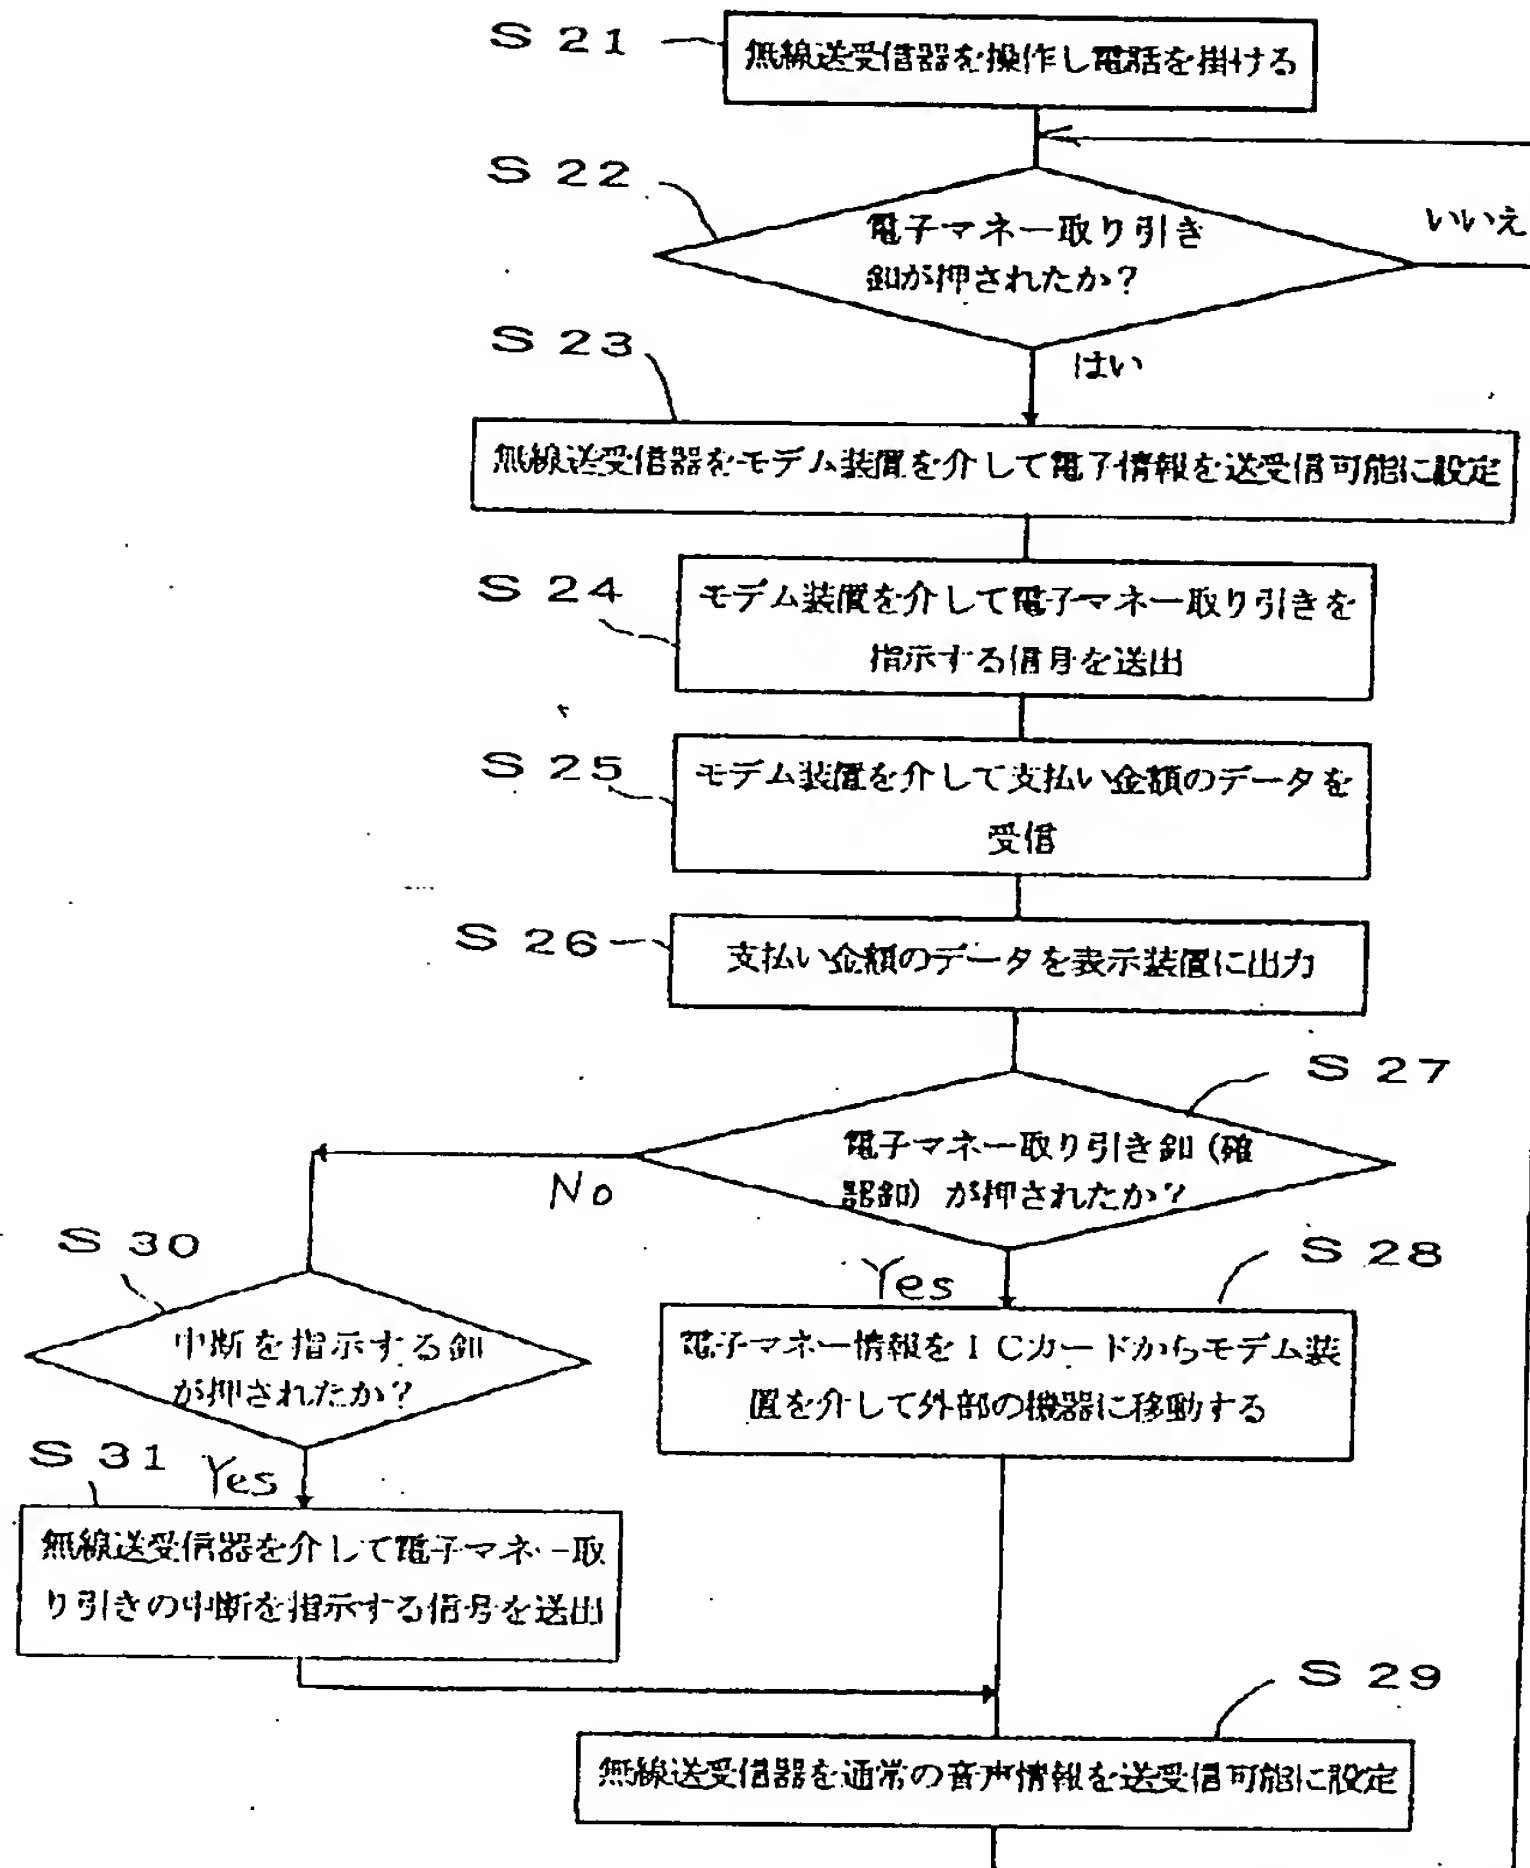 S 21
無線送受信器を操作し電話を掛ける
S 22
電子マネー取り引き
釦が押されたか？
いいえ
はい
S 23
無線送受信器をモデム装置を介して電子情報を送受信可能に設定
S 24
モデム装置を介して電子マネー取り引きを
指示する信号を送出
S 25
モデム装置を介して支払い金額のデータを
受信
S 26
支払い金額のデータを表示装置に出力
S 27
電子マネー取り引き釦（確
認釦）が押されたか？
No
Yes
S 28
電子マネー情報をＩＣカードからモデム装
置を介して外部の機器に移動する
S 30
中断を指示する釦
が押されたか？
S 31
Yes
無線送受信器を介して電子マネー取
り引きの中断を指示する信号を送出
S 29
無線送受信器を通常の音声情報を送受信可能に設定